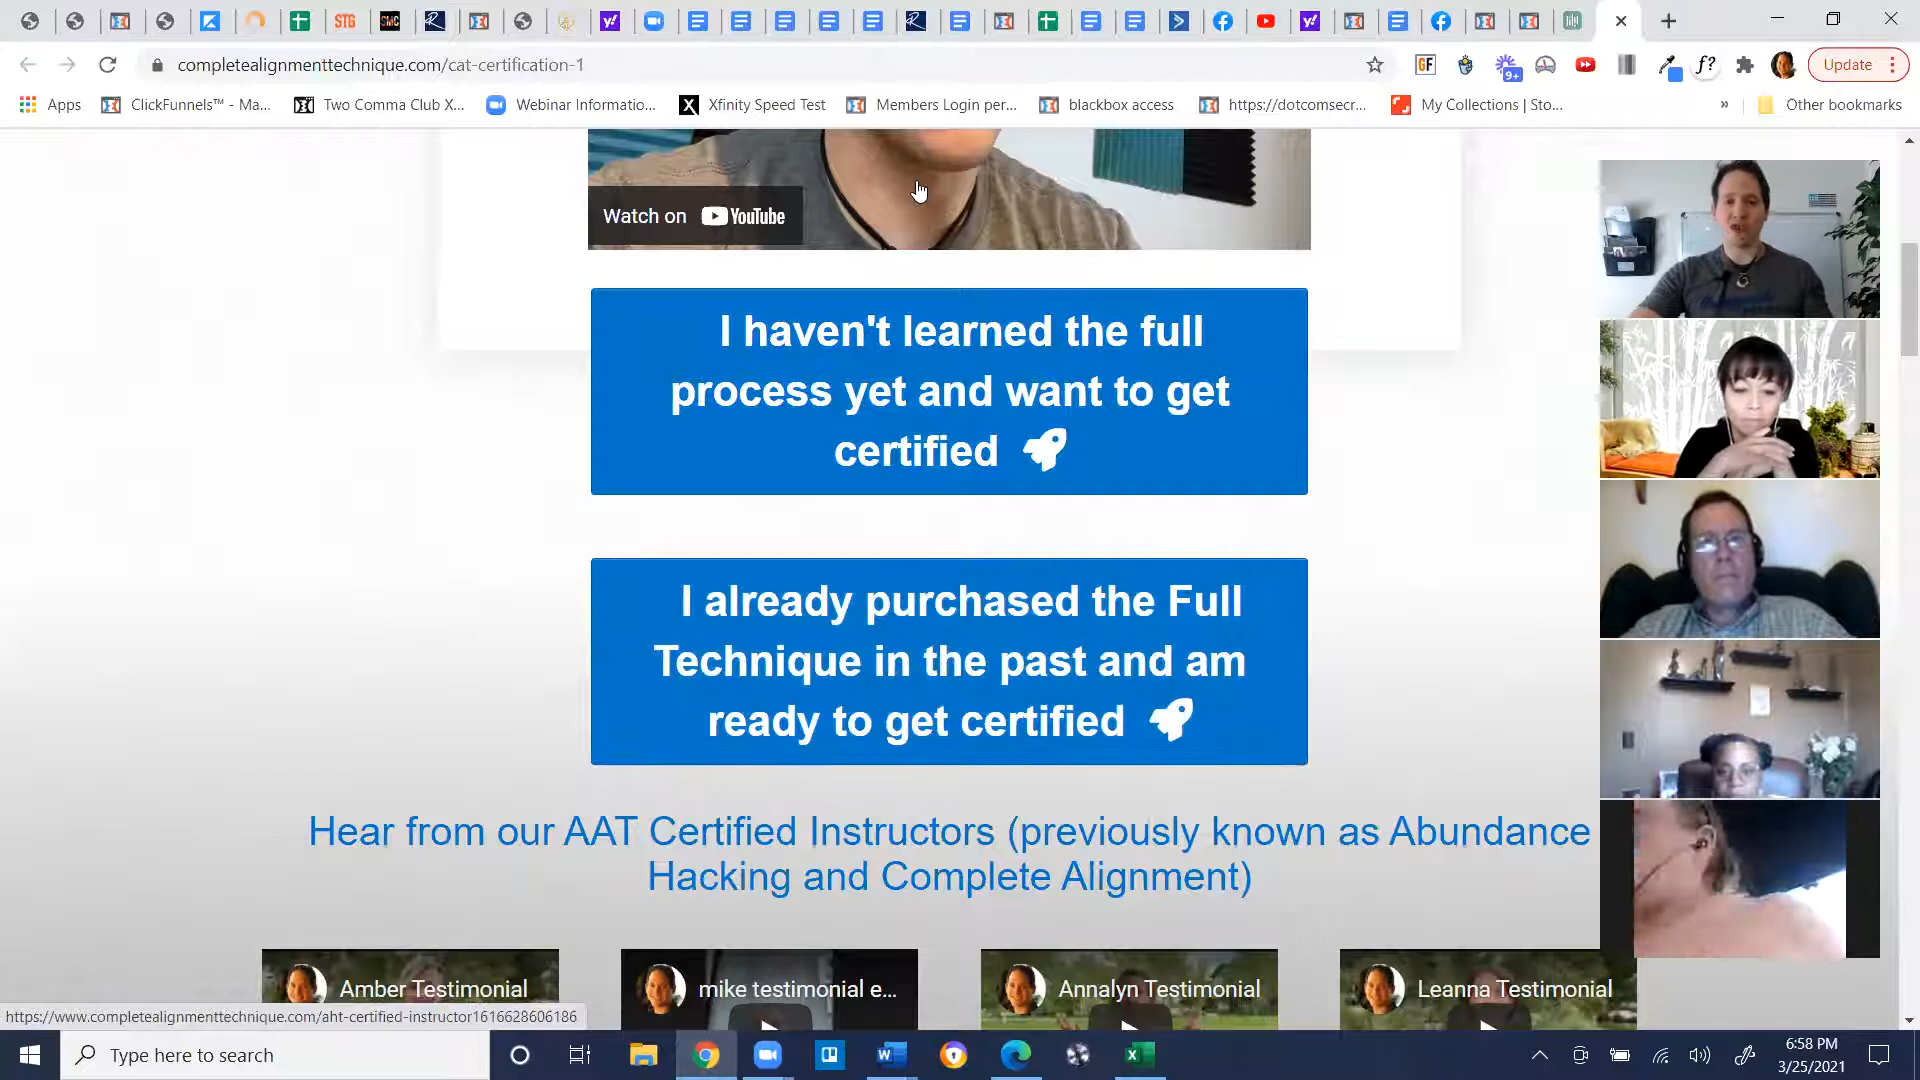 STG
SMC
completealignmenttechnique.com/cat-certification-1
GF
9+
f?
Update
Apps
ClickFunnels™ - Ma...
Two Comma Club X...
Webinar Informatio...
Xfinity Speed Test
Members Login per...
blackbox access
https://dotcomsecr...
My Collections | Sto...
»
Other bookmarks
Watch on YouTube
I haven't learned the full
process yet and want to get
certified
I already purchased the Full
Technique in the past and am
ready to get certified
Hear from our AAT Certified Instructors (previously known as Abundance
Hacking and Complete Alignment)
Amber Testimonial
mike testimonial e...
Annalyn Testimonial
Leanna Testimonial
https://www.completealignmenttechnique.com/aht-certified-instructor1616628606186
Type here to search
6:58 PM
3/25/2021